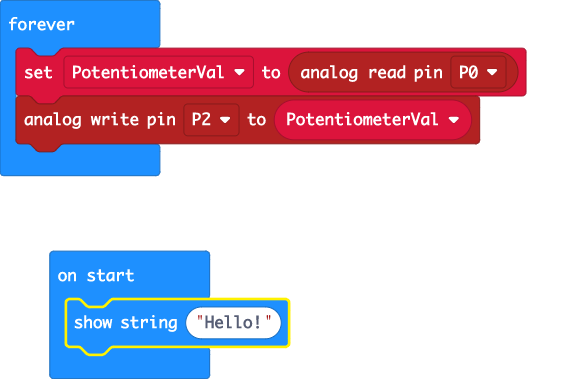 forever
set PotentiometerVal to analog read pin P0
analog write pin P2 to PotentiometerVal
on start
show string "Hello!"